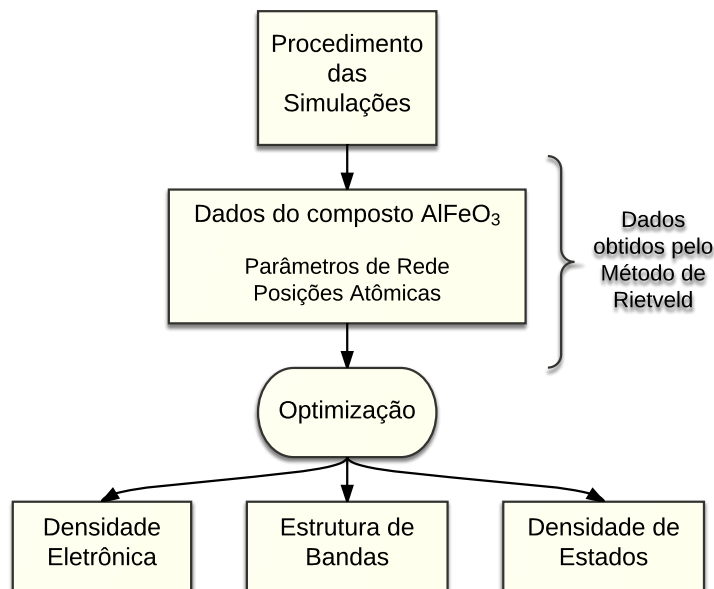 Procedimento
das
Simulações
Dados do composto AlFeO₃
Parâmetros de Rede
Posições Atômicas
Dados
obtidos pelo
Método de
Rietveld
Optimização
Densidade
Eletrônica
Estrutura de
Bandas
Densidade de
Estados